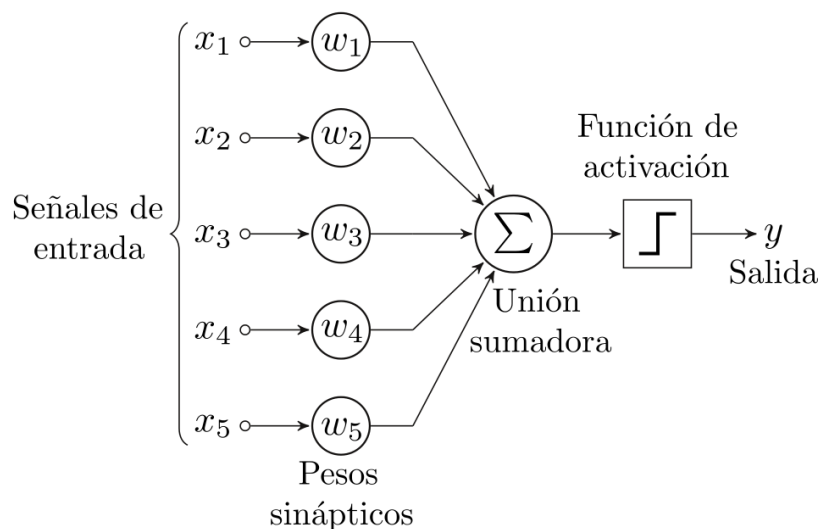 x₁
w₁
x₂
w₂
Función de
activación
Señales de
entrada
x₃
w₃
∑
y
Salida
Unión
sumadora
x₄
w₄
x₅
w₅
Pesos
sinápticos